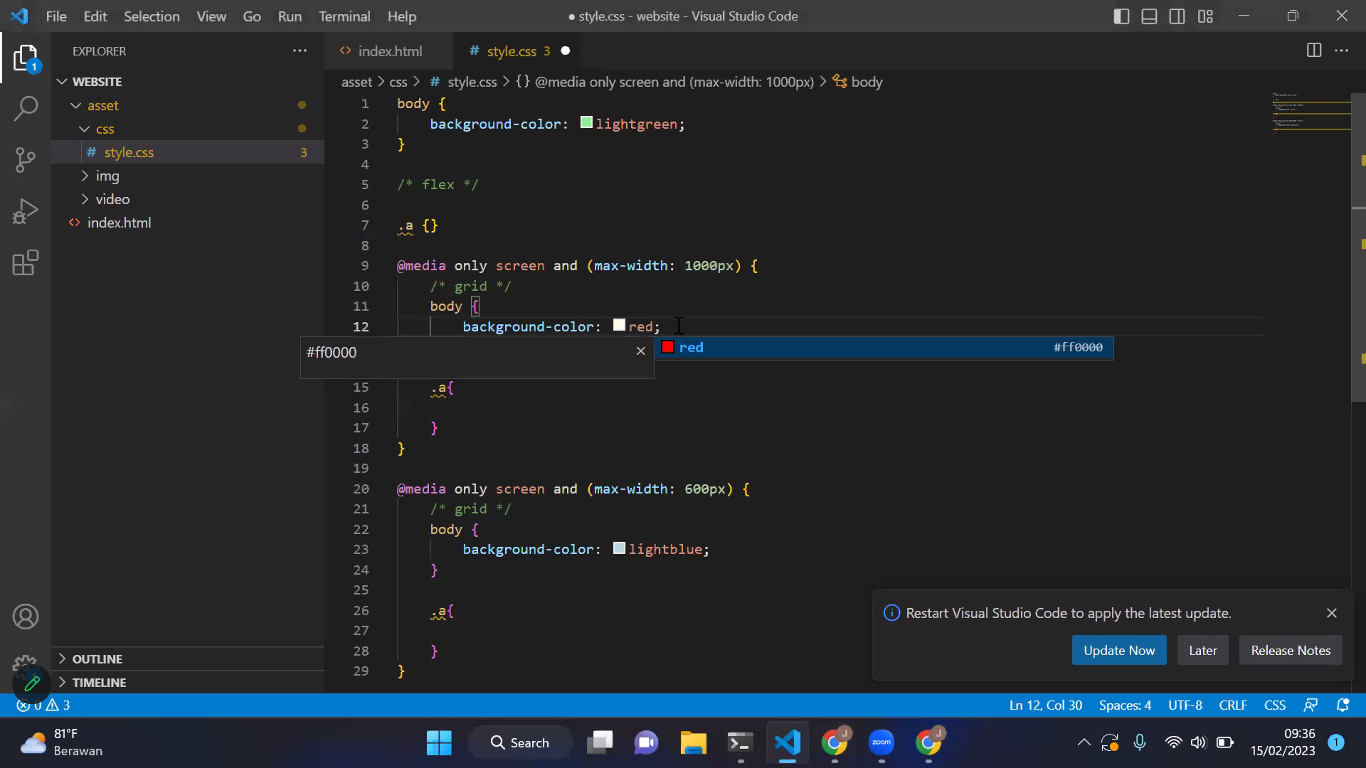 File Edit Selection View Go Run Terminal Help
● style.css - website - Visual Studio Code
EXPLORER
index.html
# style.css 3
WEBSITE
asset
css
# style.css 3
img
video
<> index.html
OUTLINE
TIMELINE
1
asset > css > # style.css > {} @media only screen and (max-width: 1000px) > body
1 body {
2 background-color: lightgreen;
3 }
4
5 /* flex */
6
7 .a {}
8
9 @media only screen and (max-width: 1000px) {
10 /* grid */
11 body {
12 background-color: red;
#ff0000
red #ff0000
15 .a{
16
17 }
18 }
19
20 @media only screen and (max-width: 600px) {
21 /* grid */
22 body {
23 background-color: lightblue;
24 }
25
26 .a{
27
28 }
29 }
Restart Visual Studio Code to apply the latest update.
Update Now Later Release Notes
0 3
Ln 12, Col 30 Spaces: 4 UTF-8 CRLF CSS
81°F
Berawan
Search
zoom
J
J
09:36
15/02/2023
1